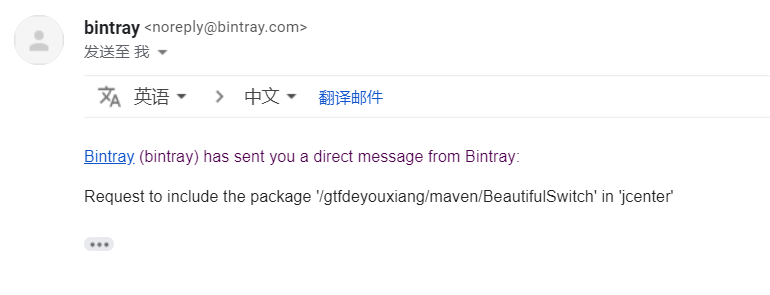 bintray <noreply@bintray.com>
发送至 我
英语 > 中文 翻译邮件
Bintray (bintray) has sent you a direct message from Bintray:
Request to include the package '/gtfdeyouxiang/maven/BeautifulSwitch' in 'jcenter'